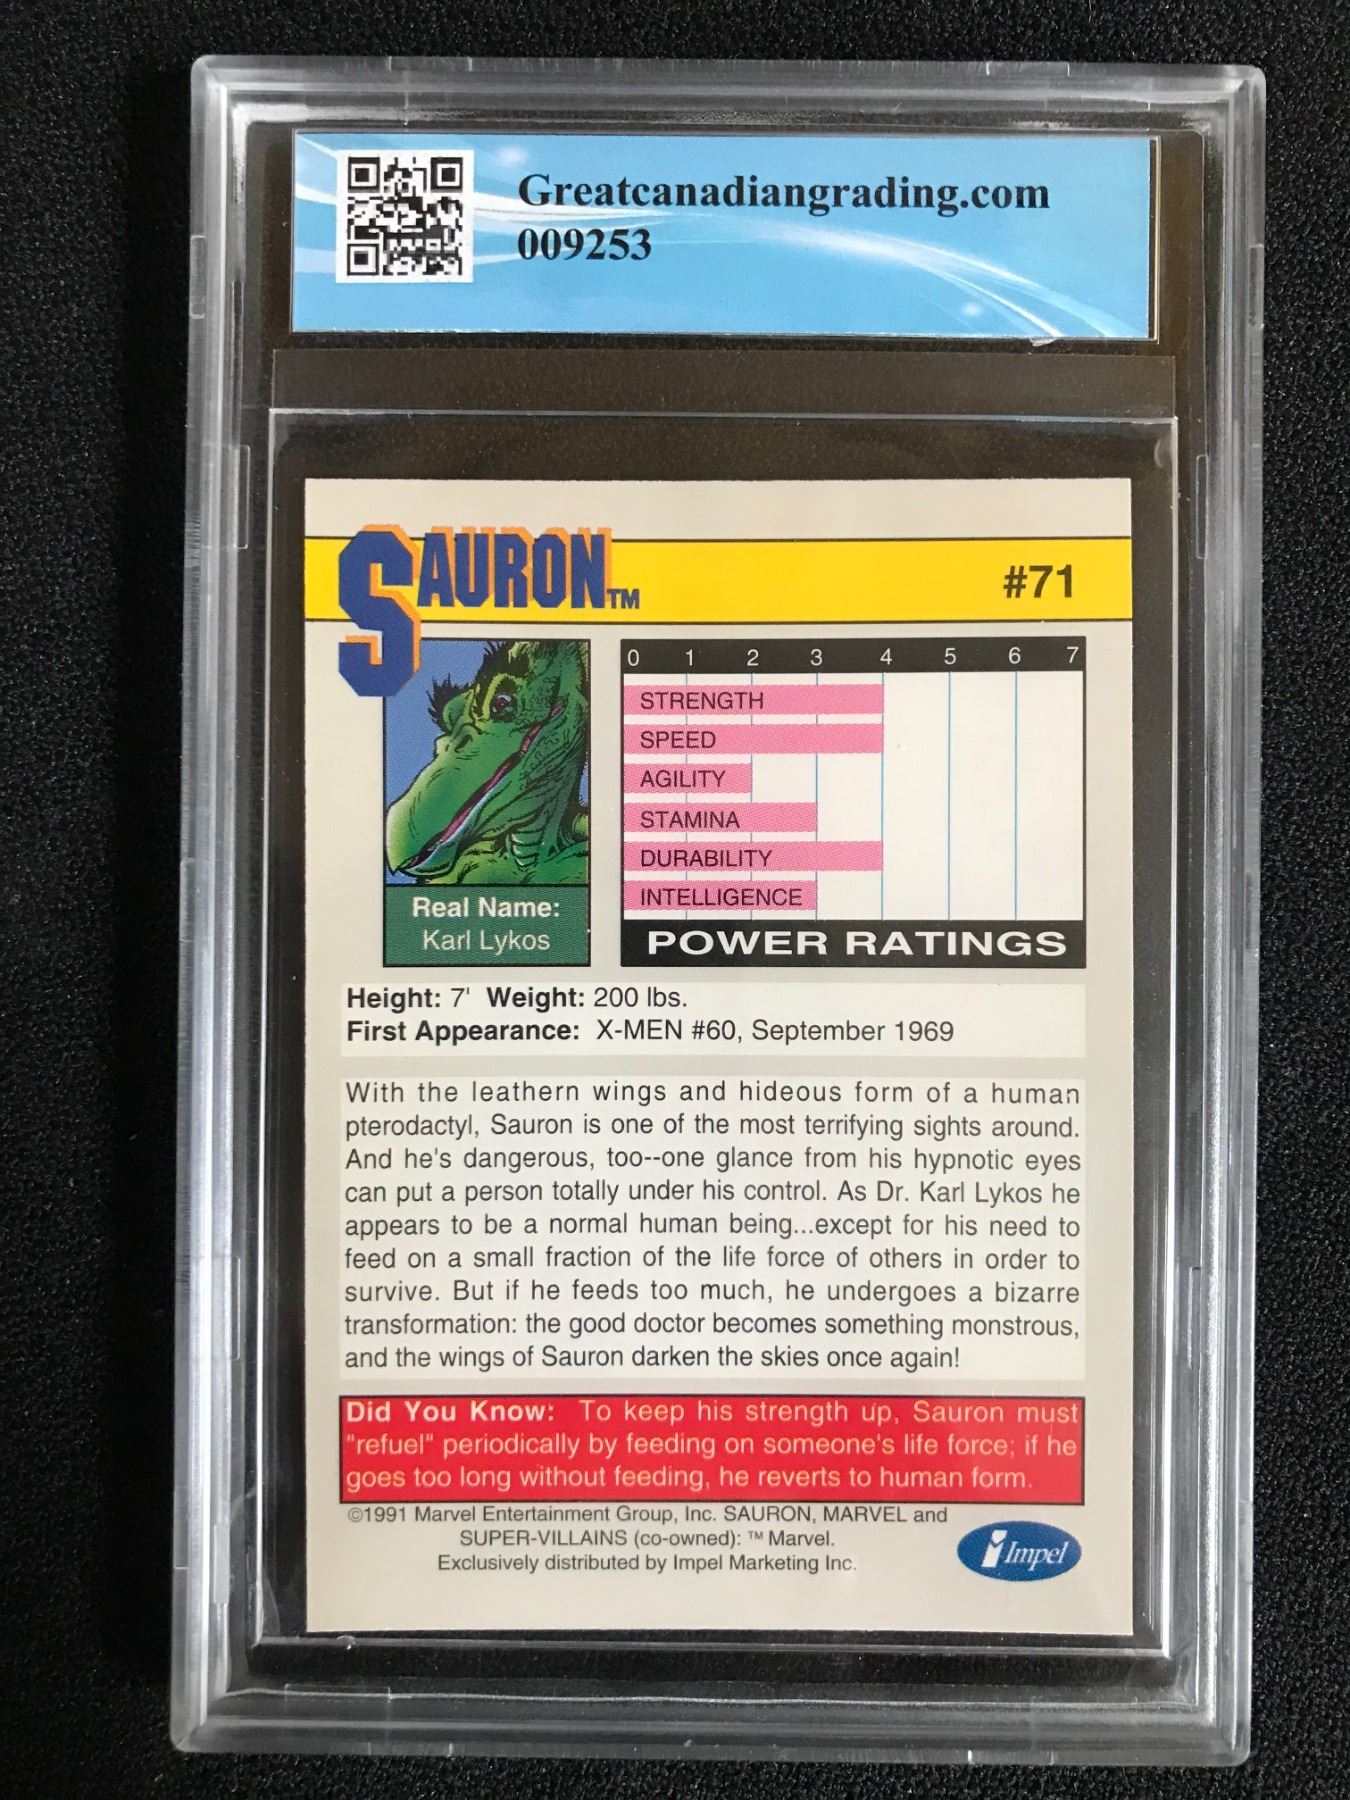 Greatcanadiangrading.com
009253
SAURON™
#71
0 1 2 3 4 5 6 7
STRENGTH
SPEED
AGILITY
STAMINA
DURABILITY
INTELLIGENCE
POWER RATINGS
Real Name:
Karl Lykos
Height: 7' Weight: 200 lbs.
First Appearance: X-MEN #60, September 1969
With the leathern wings and hideous form of a human
pterodactyl, Sauron is one of the most terrifying sights around.
And he's dangerous, too--one glance from his hypnotic eyes
can put a person totally under his control. As Dr. Karl Lykos he
appears to be a normal human being...except for his need to
feed on a small fraction of the life force of others in order to
survive. But if he feeds too much, he undergoes a bizarre
transformation: the good doctor becomes something monstrous,
and the wings of Sauron darken the skies once again!
Did You Know: To keep his strength up, Sauron must
"refuel" periodically by feeding on someone's life force; if he
goes too long without feeding, he reverts to human form.
©1991 Marvel Entertainment Group, Inc. SAURON, MARVEL and
SUPER-VILLAINS (co-owned): ™ Marvel.
Exclusively distributed by Impel Marketing Inc.
Impel